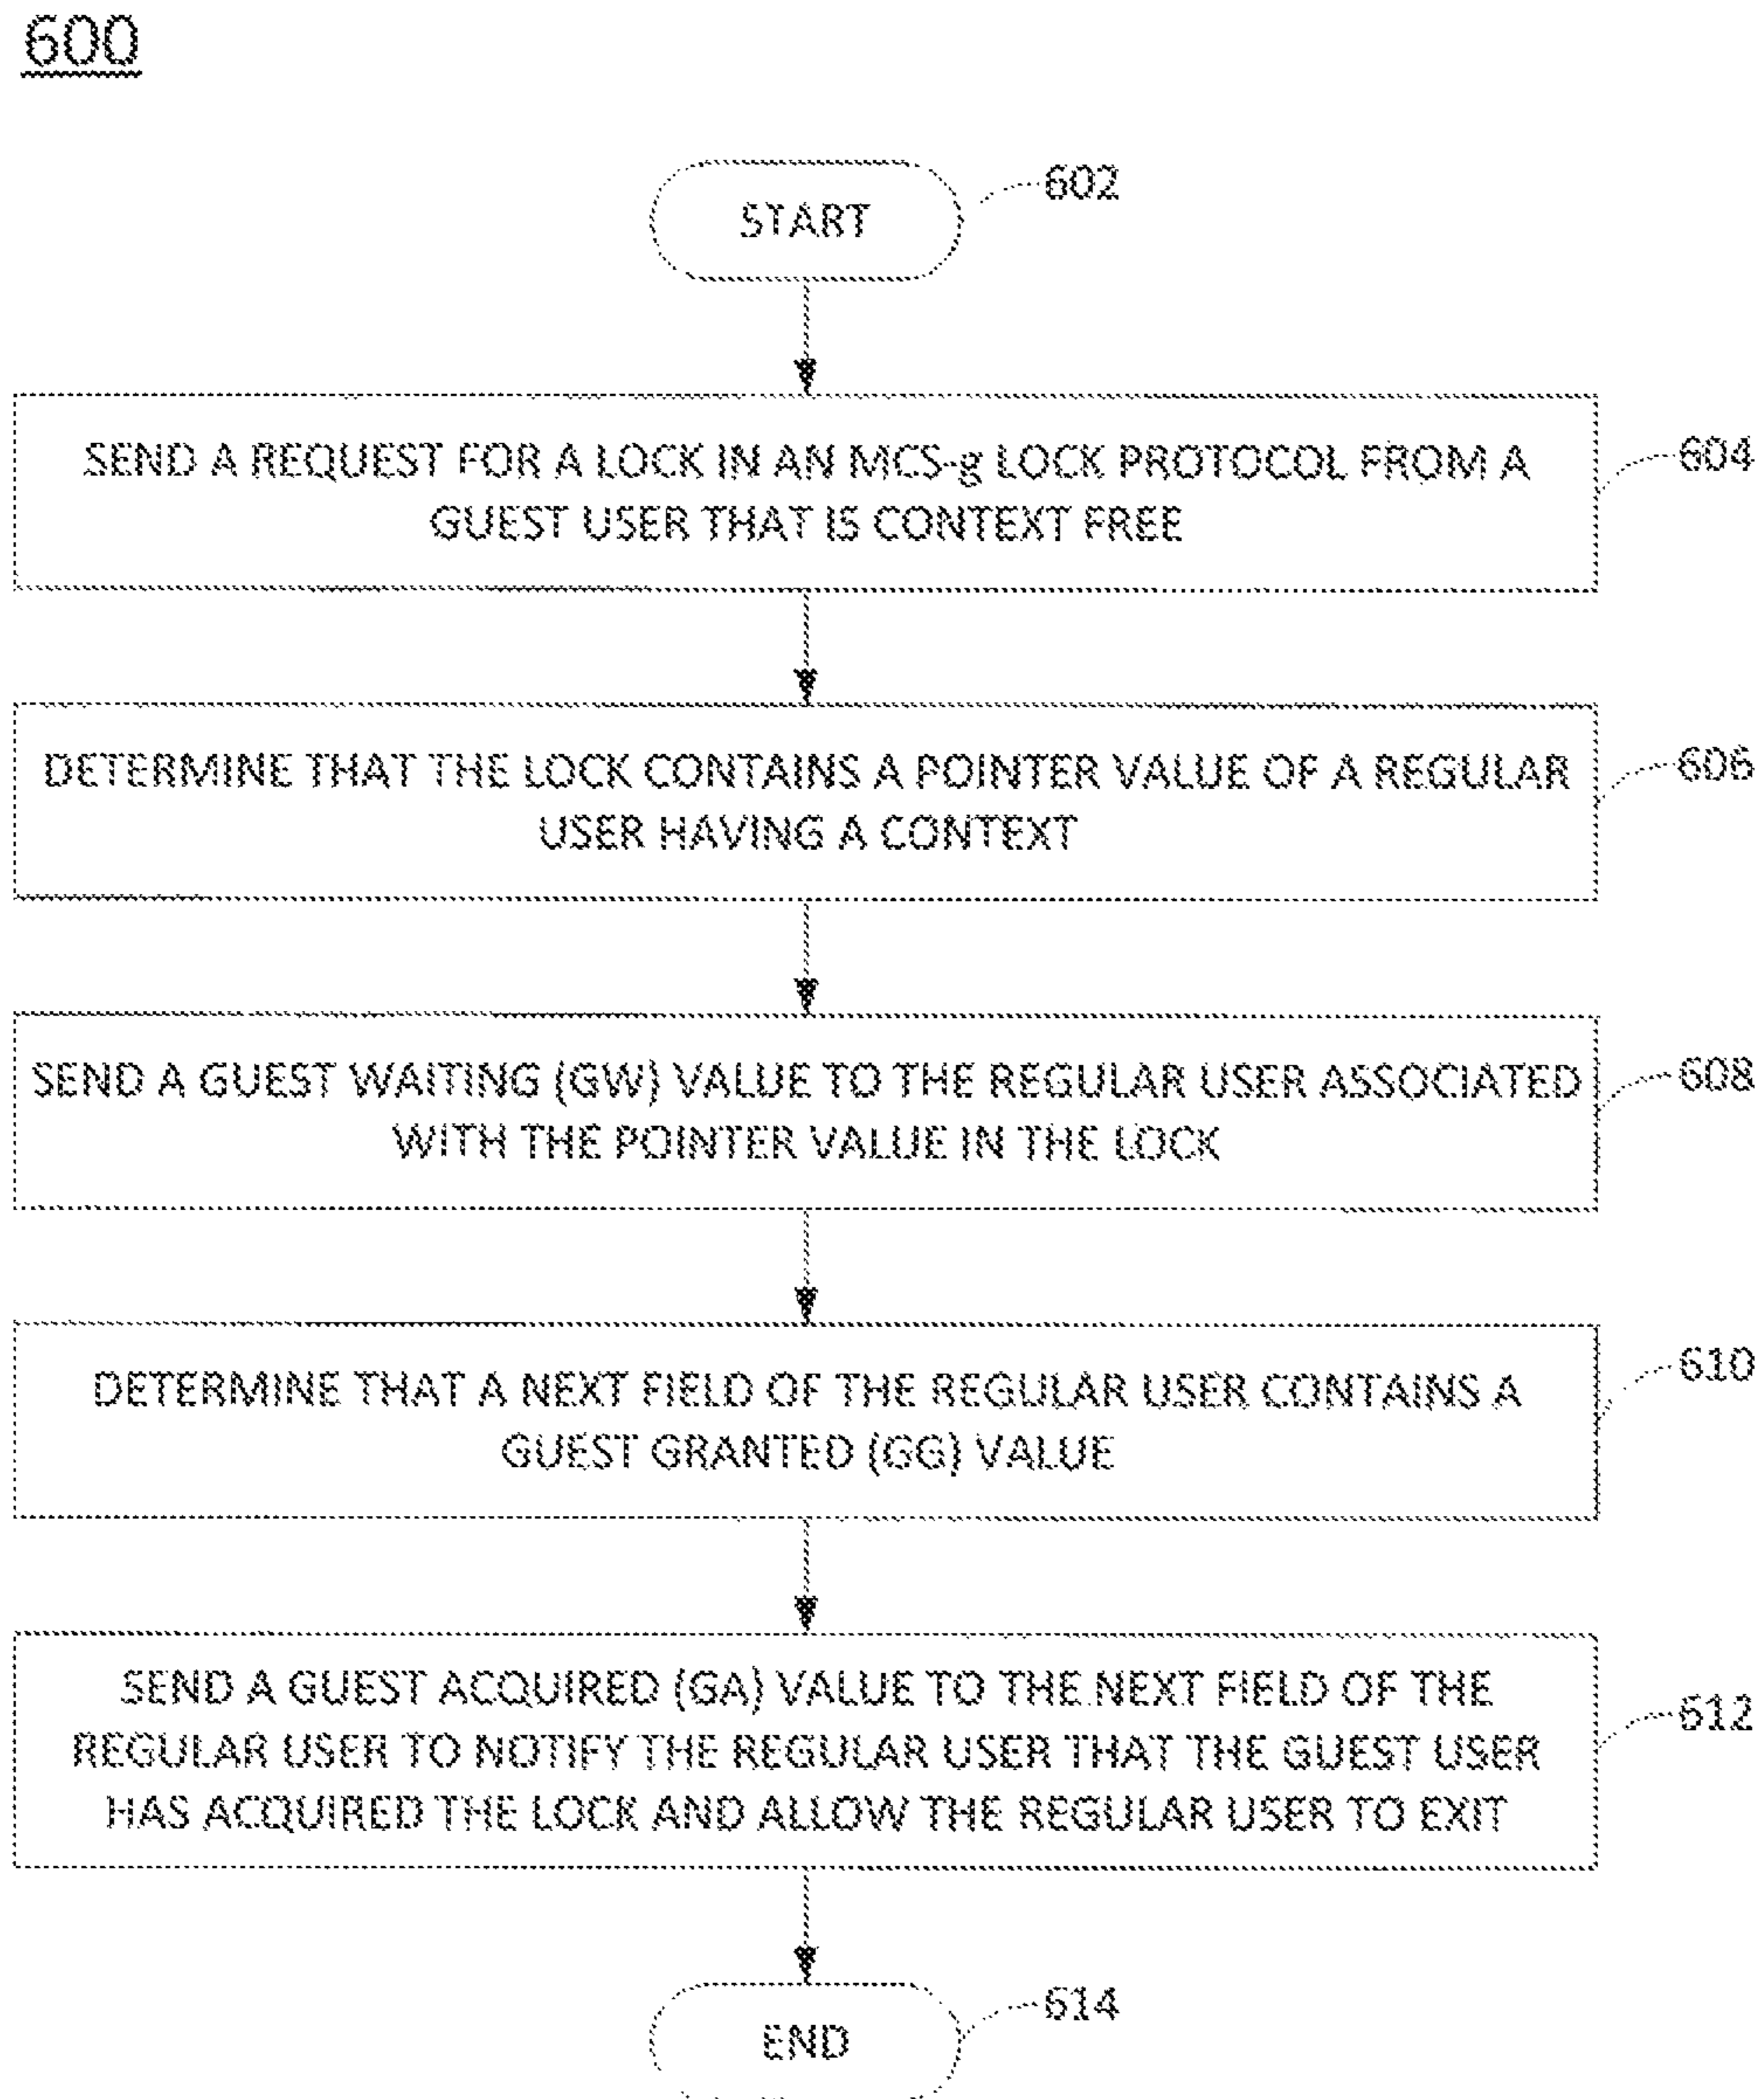 600
START
602
SEND A REQUEST FOR A LOCK IN AN MCS-g LOCK PROTOCOL FROM A
GUEST USER THAT IS CONTEXT FREE
604
DETERMINE THAT THE LOCK CONTAINS A POINTER VALUE OF A REGULAR
USER HAVING A CONTEXT
606
SEND A GUEST WAITING (GW) VALUE TO THE REGULAR USER ASSOCIATED
WITH THE POINTER VALUE IN THE LOCK
608
DETERMINE THAT A NEXT FIELD OF THE REGULAR USER CONTAINS A
GUEST GRANTED (GG) VALUE
610
SEND A GUEST ACQUIRED (GA) VALUE TO THE NEXT FIELD OF THE
REGULAR USER TO NOTIFY THE REGULAR USER THAT THE GUEST USER
HAS ACQUIRED THE LOCK AND ALLOW THE REGULAR USER TO EXIT
612
END
614